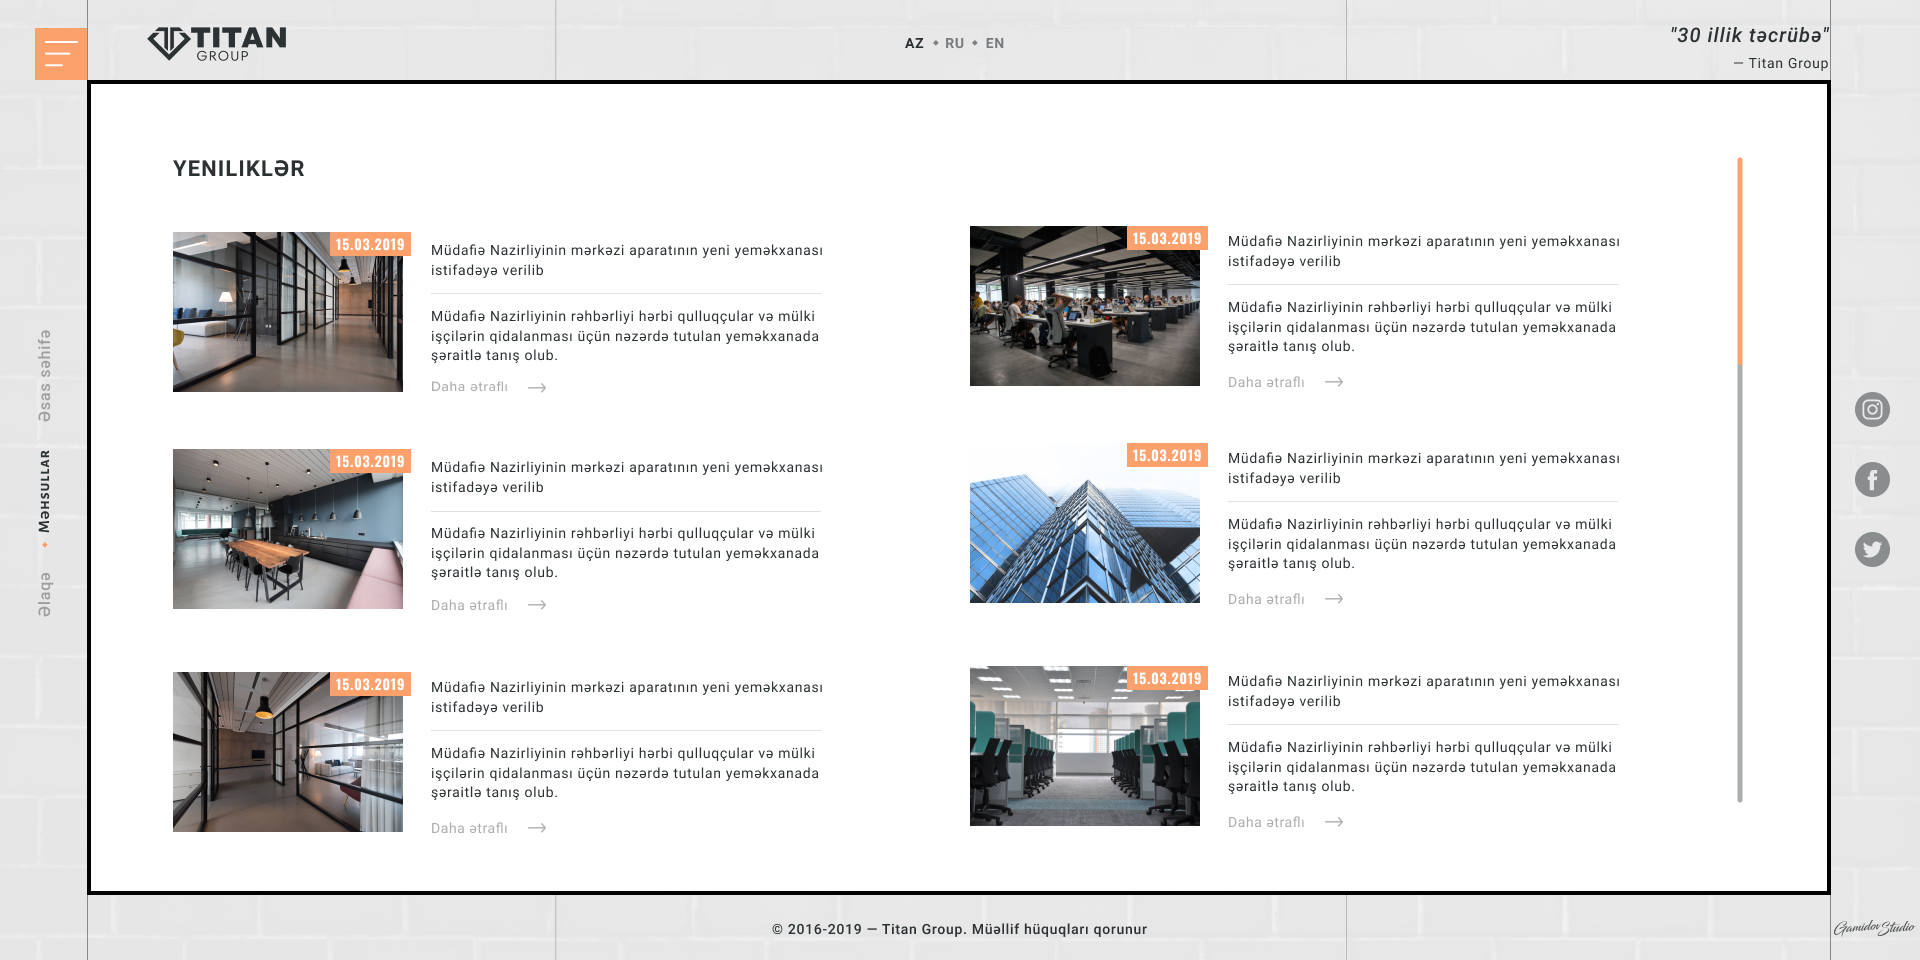 TITAN
GROUP
AZ • RU • EN
"30 illik təcrübə"
— Titan Group
YENILIKLƏR
15.03.2019
Müdafiə Nazirliyinin mərkəzi aparatının yeni yeməkxanası
istifadəyə verilib
Müdafiə Nazirliyinin rəhbərliyi hərbi qulluqçular və mülki
işçilərin qidalanması üçün nəzərdə tutulan yeməkxanada
şəraitlə tanış olub.
Daha ətraflı
15.03.2019
Müdafiə Nazirliyinin mərkəzi aparatının yeni yeməkxanası
istifadəyə verilib
Müdafiə Nazirliyinin rəhbərliyi hərbi qulluqçular və mülki
işçilərin qidalanması üçün nəzərdə tutulan yeməkxanada
şəraitlə tanış olub.
Daha ətraflı
15.03.2019
Müdafiə Nazirliyinin mərkəzi aparatının yeni yeməkxanası
istifadəyə verilib
Müdafiə Nazirliyinin rəhbərliyi hərbi qulluqçular və mülki
işçilərin qidalanması üçün nəzərdə tutulan yeməkxanada
şəraitlə tanış olub.
Daha ətraflı
15.03.2019
Müdafiə Nazirliyinin mərkəzi aparatının yeni yeməkxanası
istifadəyə verilib
Müdafiə Nazirliyinin rəhbərliyi hərbi qulluqçular və mülki
işçilərin qidalanması üçün nəzərdə tutulan yeməkxanada
şəraitlə tanış olub.
Daha ətraflı
15.03.2019
Müdafiə Nazirliyinin mərkəzi aparatının yeni yeməkxanası
istifadəyə verilib
Müdafiə Nazirliyinin rəhbərliyi hərbi qulluqçular və mülki
işçilərin qidalanması üçün nəzərdə tutulan yeməkxanada
şəraitlə tanış olub.
Daha ətraflı
15.03.2019
Müdafiə Nazirliyinin mərkəzi aparatının yeni yeməkxanası
istifadəyə verilib
Müdafiə Nazirliyinin rəhbərliyi hərbi qulluqçular və mülki
işçilərin qidalanması üçün nəzərdə tutulan yeməkxanada
şəraitlə tanış olub.
Daha ətraflı
Əsas səhifə
MəHSULLAR
Əlaqə
© 2016-2019 — Titan Group. Müəllif hüquqları qorunur
Gamidov Studio